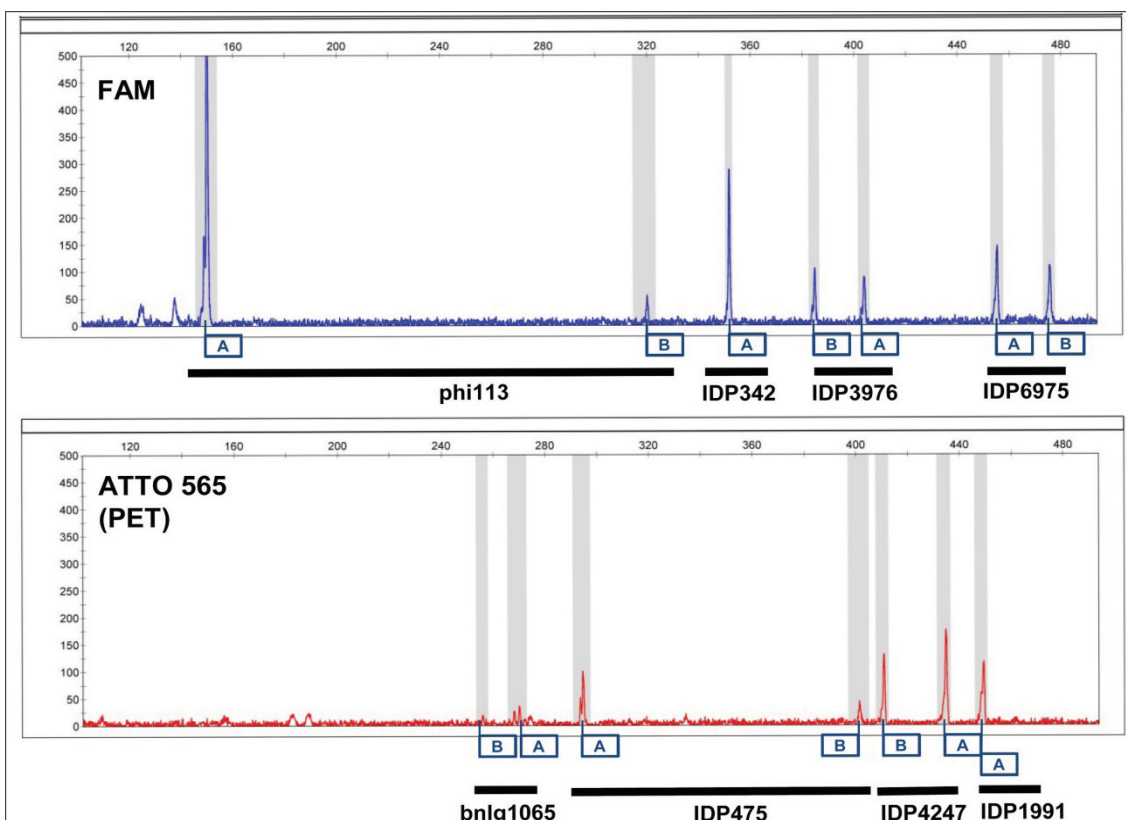 120 160 200 240 280 320 360 400 440 480
500
450
FAM
400
350
300
250
200
150
100
50
0
A B A B A A B
phi113 IDP342 IDP3976 IDP6975
120 160 200 240 280 320 360 400 440 480
500
450
ATTO 565
400
(PET)
350
300
250
200
150
100
50
0
B A A B B A
A
bnlg1065 IDP475 IDP4247 IDP1991